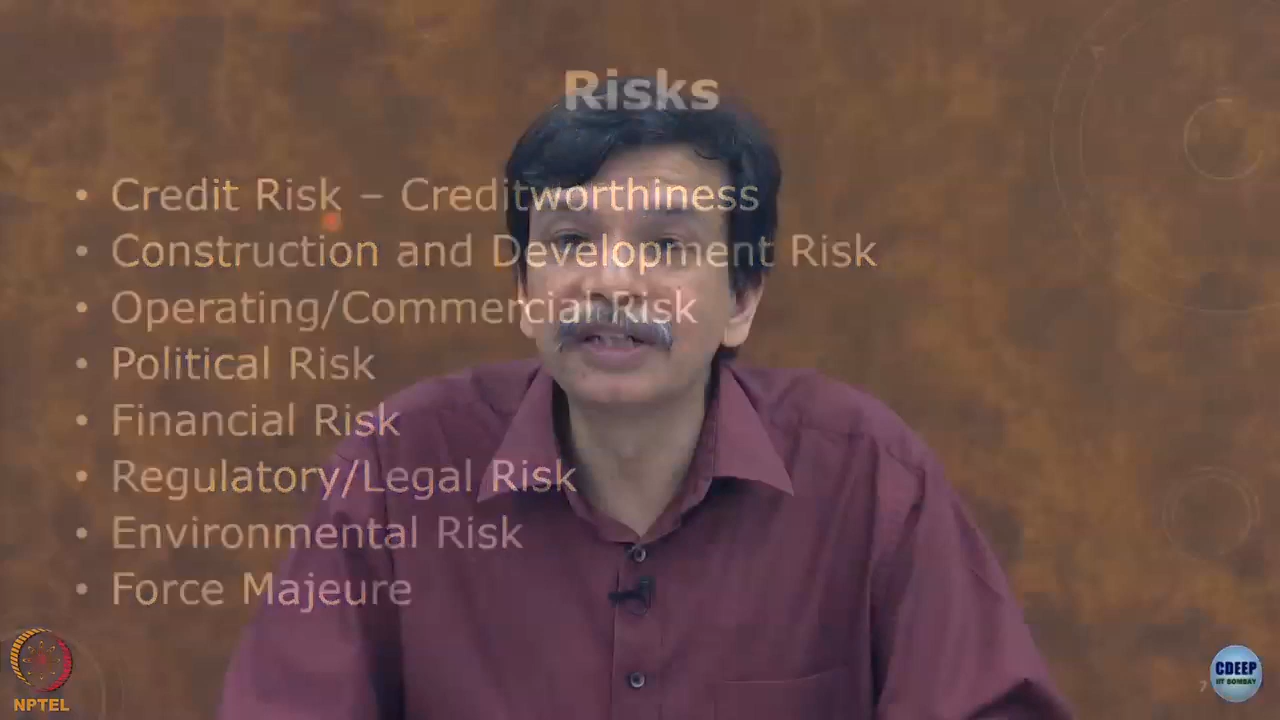 Risks
• Credit Risk – Creditworthiness
• Construction and Development Risk
• Operating/Commercial Risk
• Political Risk
• Financial Risk
• Regulatory/Legal Risk
• Environmental Risk
• Force Majeure
NPTEL
7
CDEEP
IIT BOMBAY